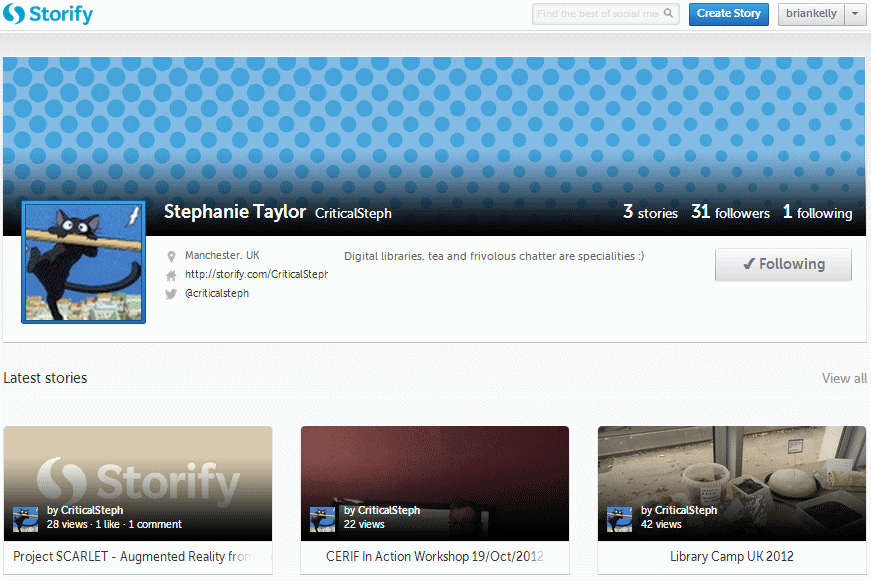 Storify
Find the best of social me
Create Story
briankelly
Stephanie Taylor CriticalSteph
3 stories 31 followers 1 following
Manchester, UK
Digital libraries, tea and frivolous chatter are specialities :)
✔ Following
http://storify.com/CriticalSteph
@criticalsteph
Latest stories
View all
Storify
by CriticalSteph
28 views · 1 like · 1 comment
Project SCARLET - Augmented Reality from
by CriticalSteph
22 views
CERIF In Action Workshop 19/Oct/2012
by CriticalSteph
42 views
Library Camp UK 2012